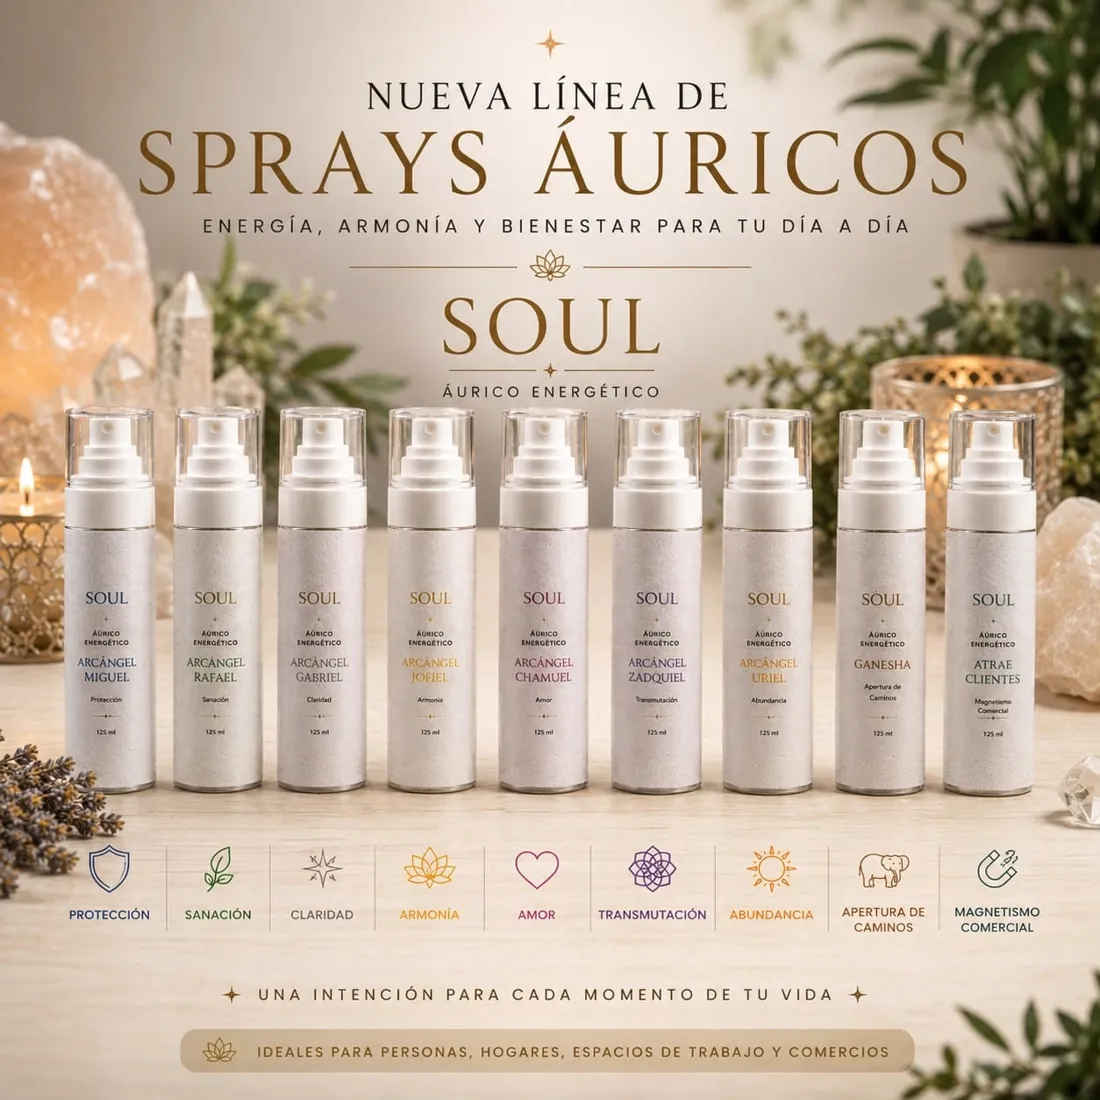 NUEVA LÍNEA DE
SPRAYS ÁURICOS
ENERGÍA, ARMONÍA Y BIENESTAR PARA TU DÍA A DÍA
SOUL
ÁURICO ENERGÉTICO
SOUL
ÁURICO
ENERGÉTICO
ARCÁNGEL
MIGUEL
Protección
125 ml
SOUL
ÁURICO
ENERGÉTICO
ARCÁNGEL
RAFAEL
Sanación
125 ml
SOUL
ÁURICO
ENERGÉTICO
ARCÁNGEL
GABRIEL
Claridad
125 ml
SOUL
ÁURICO
ENERGÉTICO
ARCÁNGEL
JOFIEL
Armonía
125 ml
SOUL
ÁURICO
ENERGÉTICO
ARCÁNGEL
CHAMUEL
Amor
125 ml
SOUL
ÁURICO
ENERGÉTICO
ARCÁNGEL
ZADQUIEL
Transmutación
125 ml
SOUL
ÁURICO
ENERGÉTICO
ARCÁNGEL
URIEL
Abundancia
125 ml
SOUL
ÁURICO
ENERGÉTICO
GANESHA
Apertura de
Caminos
125 ml
SOUL
ÁURICO
ENERGÉTICO
ATRAE
CLIENTES
Magnetismo
Comercial
125 ml
PROTECCIÓN
SANACIÓN
CLARIDAD
ARMONÍA
AMOR
TRANSMUTACIÓN
ABUNDANCIA
APERTURA DE
CAMINOS
MAGNETISMO
COMERCIAL
UNA INTENCIÓN PARA CADA MOMENTO DE TU VIDA
IDEALES PARA PERSONAS, HOGARES, ESPACIOS DE TRABAJO Y COMERCIOS